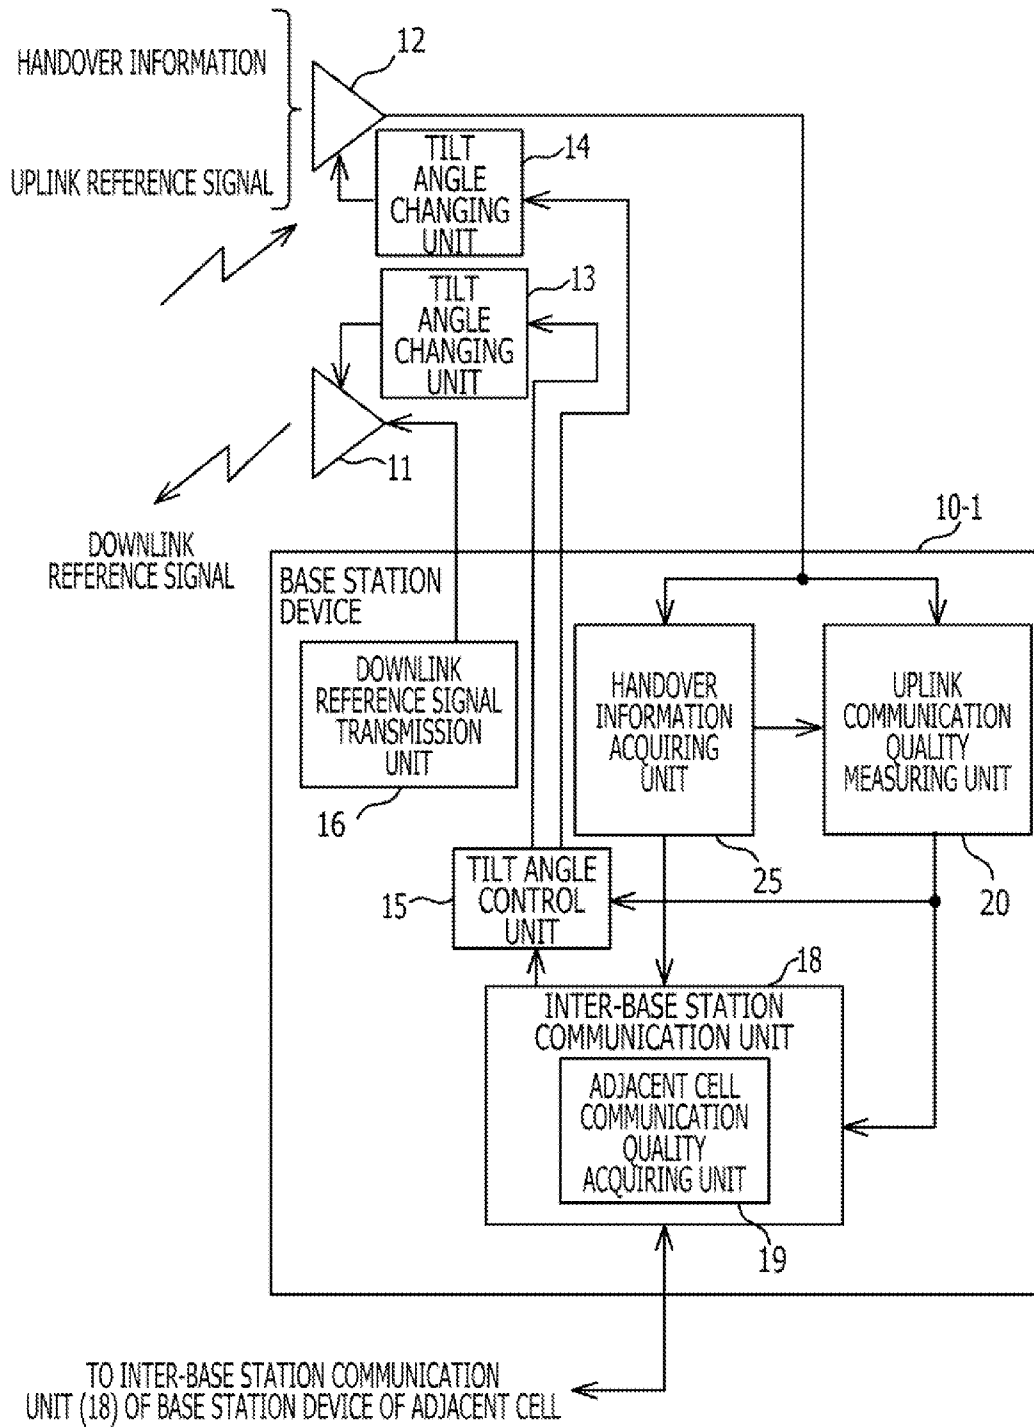 12
HANDOVER INFORMATION
UPLINK REFERENCE SIGNAL
TILT
ANGLE
CHANGING
UNIT
14
TILT
ANGLE
CHANGING
UNIT
13
11
DOWNLINK
REFERENCE SIGNAL
10-1
BASE STATION
DEVICE
DOWNLINK
REFERENCE SIGNAL
TRANSMISSION
UNIT
16
HANDOVER
INFORMATION
ACQUIRING
UNIT
25
UPLINK
COMMUNICATION
QUALITY
MEASURING UNIT
20
TILT ANGLE
CONTROL
UNIT
15
18
INTER-BASE STATION
COMMUNICATION UNIT
ADJACENT CELL
COMMUNICATION
QUALITY
ACQUIRING UNIT
19
TO INTER-BASE STATION COMMUNICATION
UNIT (18) OF BASE STATION DEVICE OF ADJACENT CELL